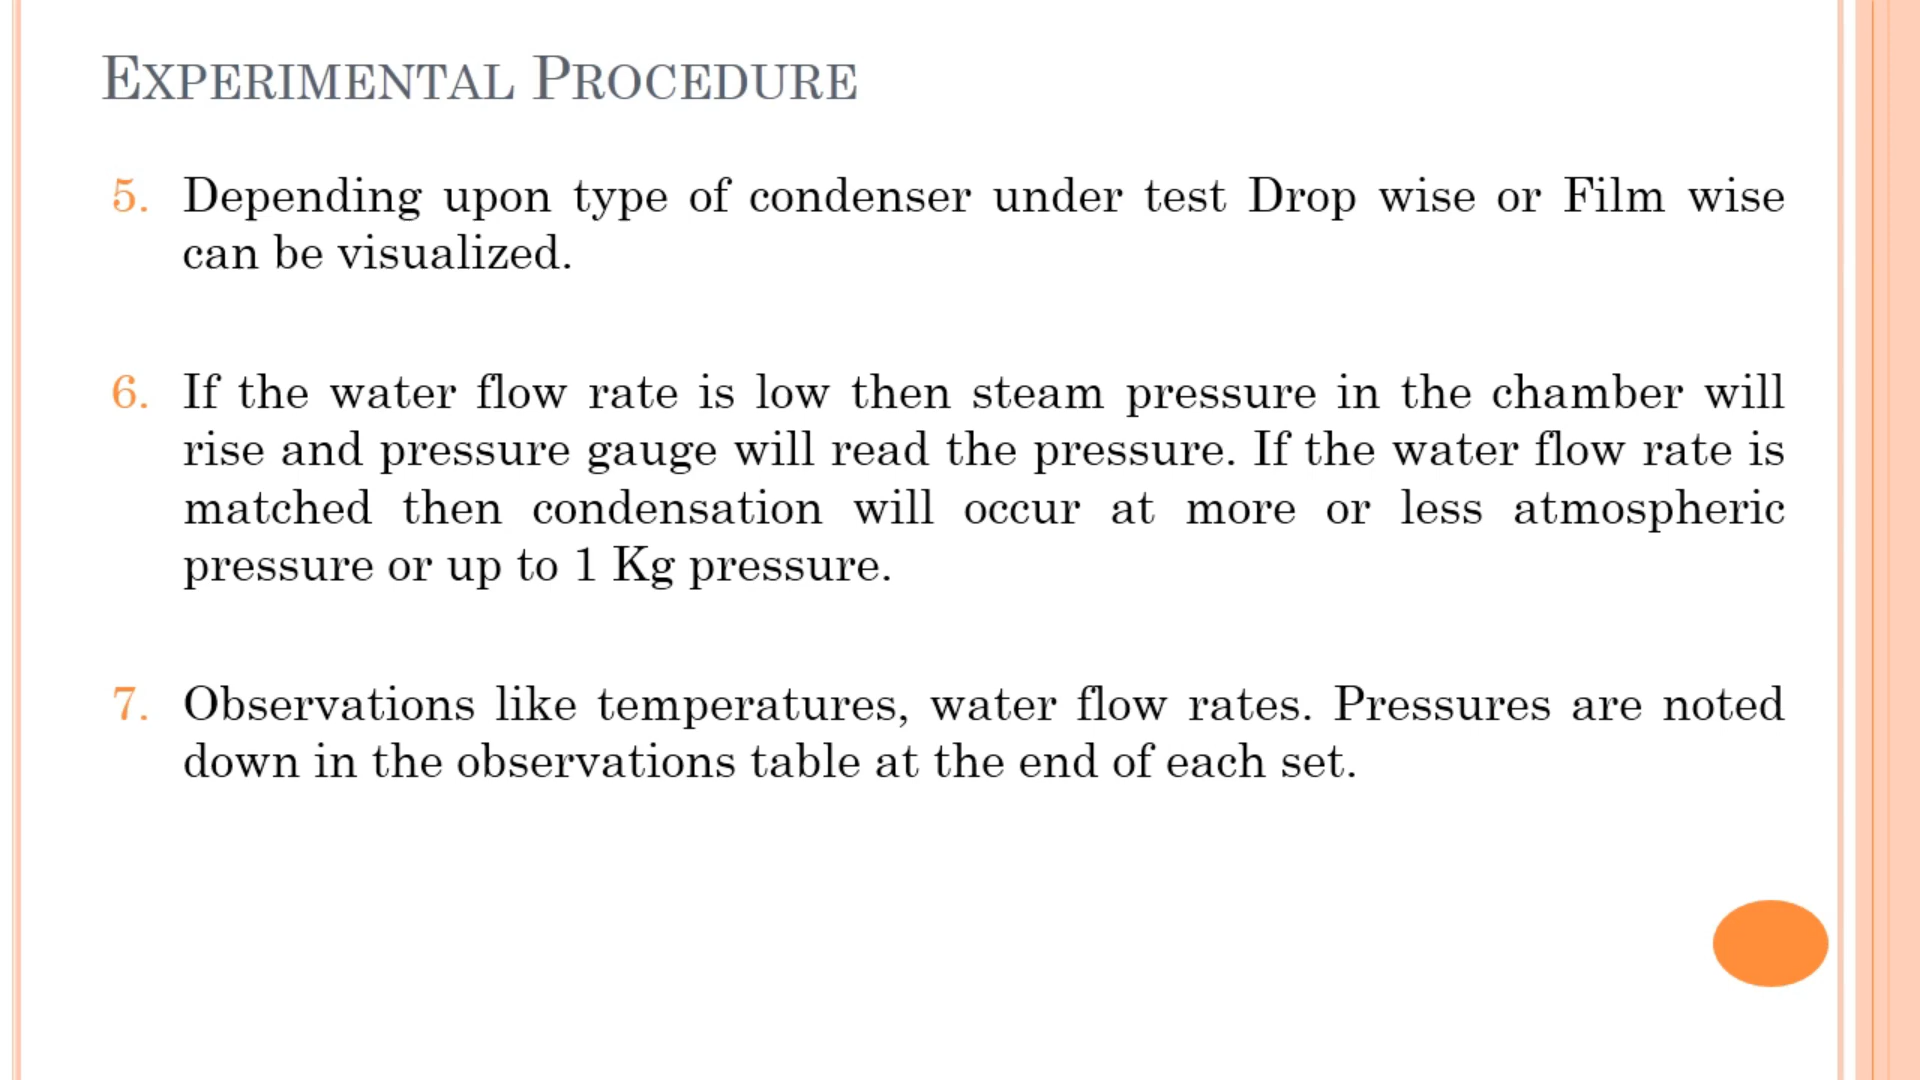 EXPERIMENTAL PROCEDURE
5. Depending upon type of condenser under test Drop wise or Film wise
can be visualized.
6. If the water flow rate is low then steam pressure in the chamber will
rise and pressure gauge will read the pressure. If the water flow rate is
matched then condensation will occur at more or less atmospheric
pressure or up to 1 Kg pressure.
7. Observations like temperatures, water flow rates. Pressures are noted
down in the observations table at the end of each set.